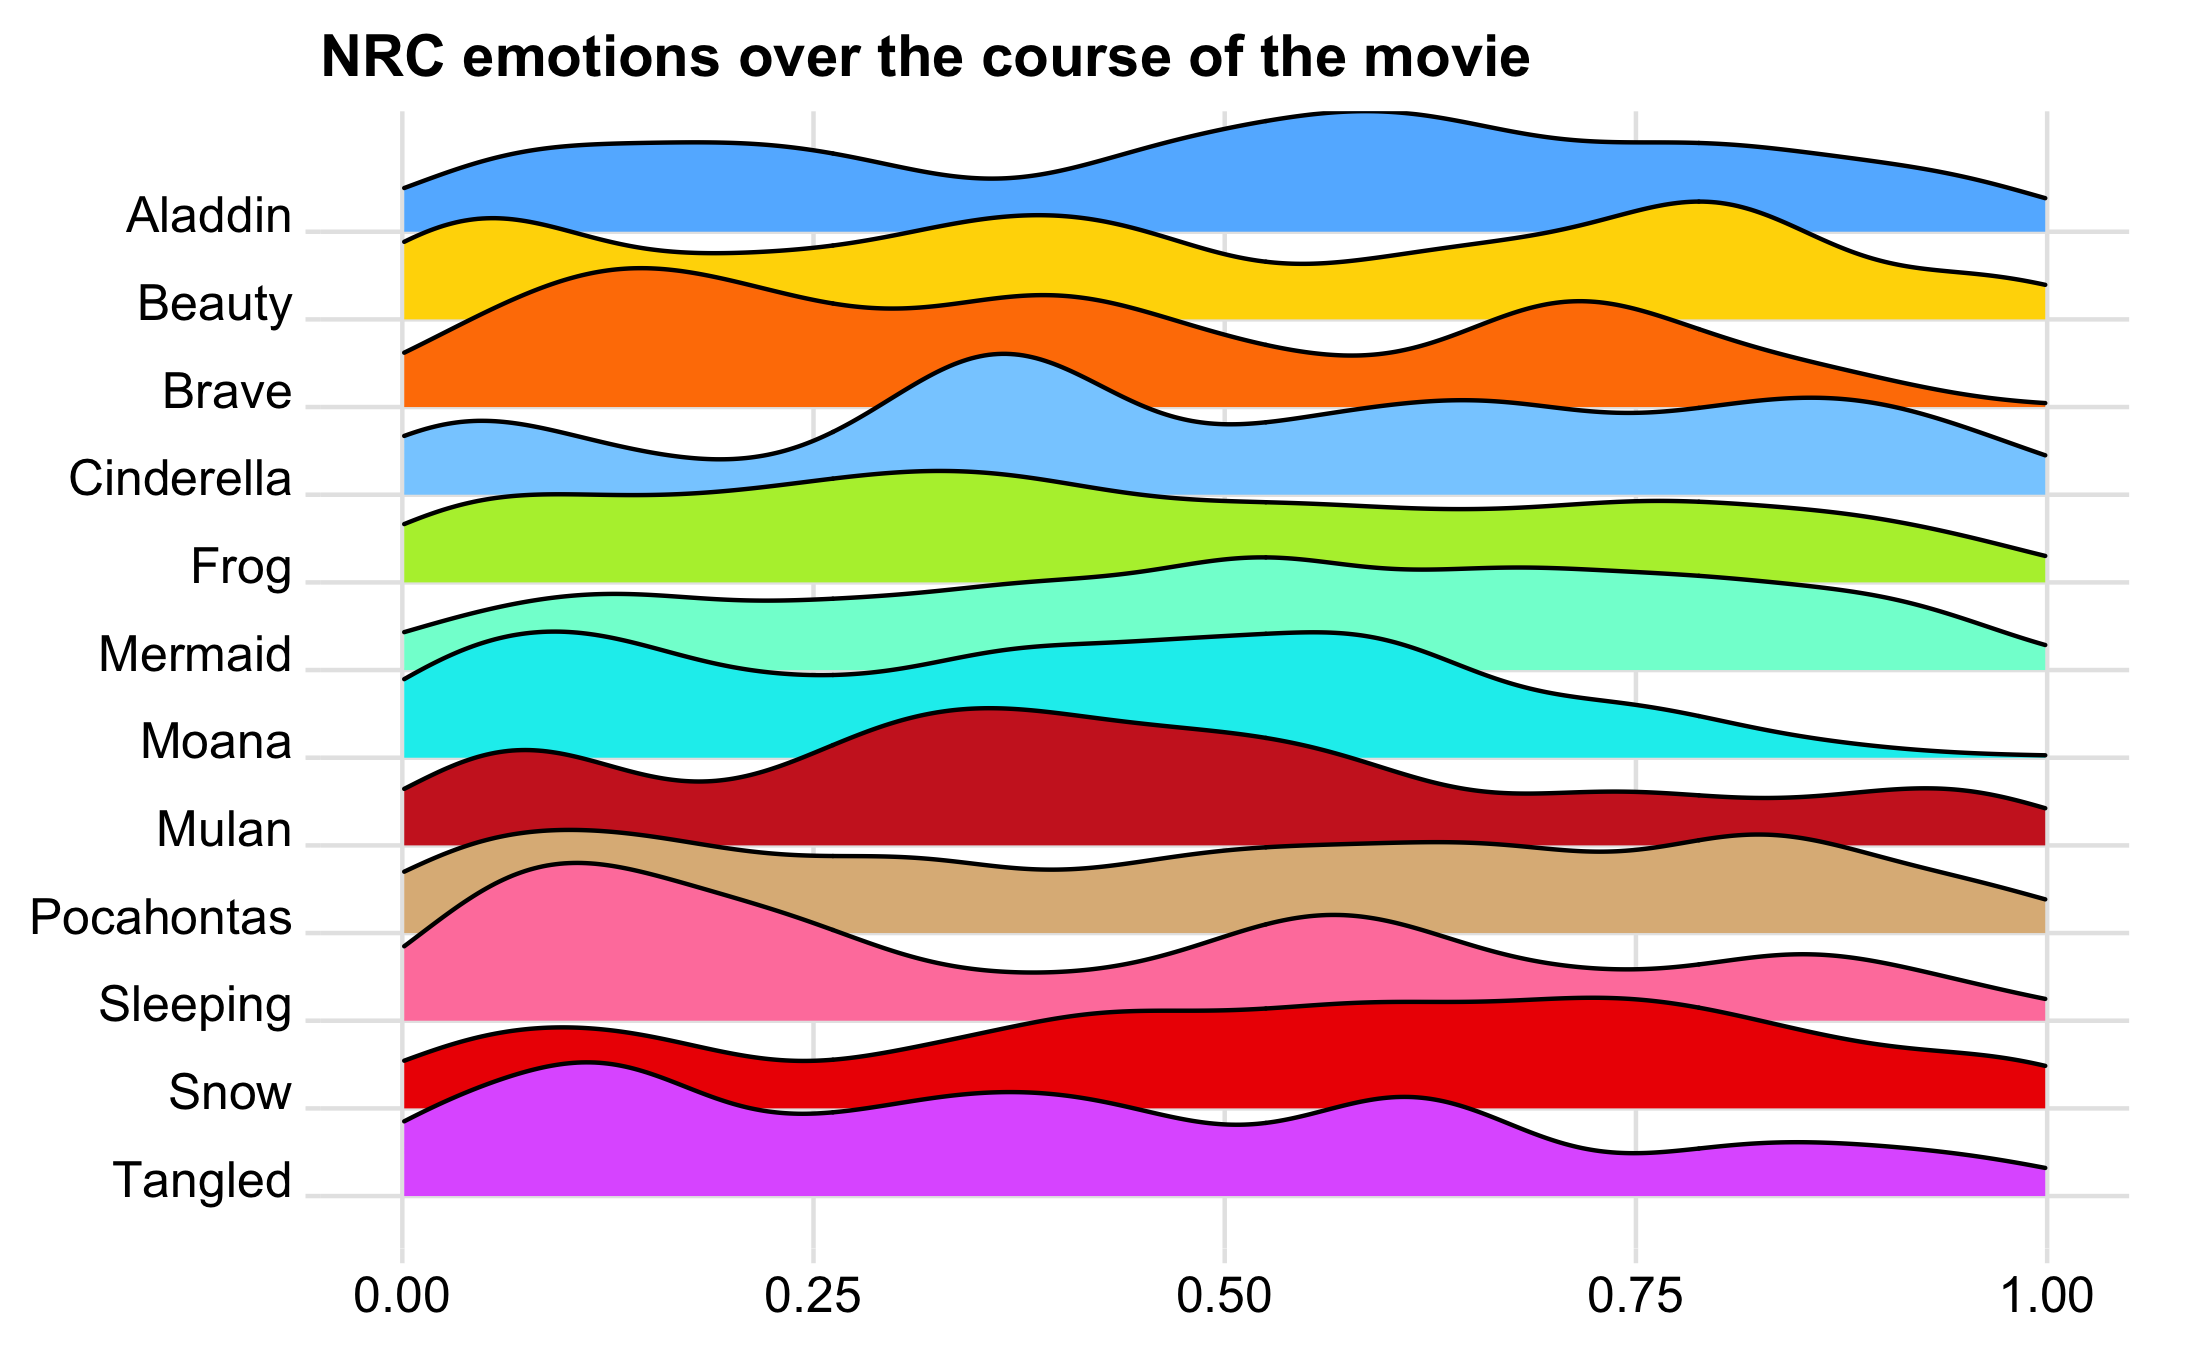 NRC emotions over the course of the movie
Aladdin
Beauty
Brave
Cinderella
Frog
Mermaid
Moana
Mulan
Pocahontas
Sleeping
Snow
Tangled
0.00 0.25 0.50 0.75 1.00